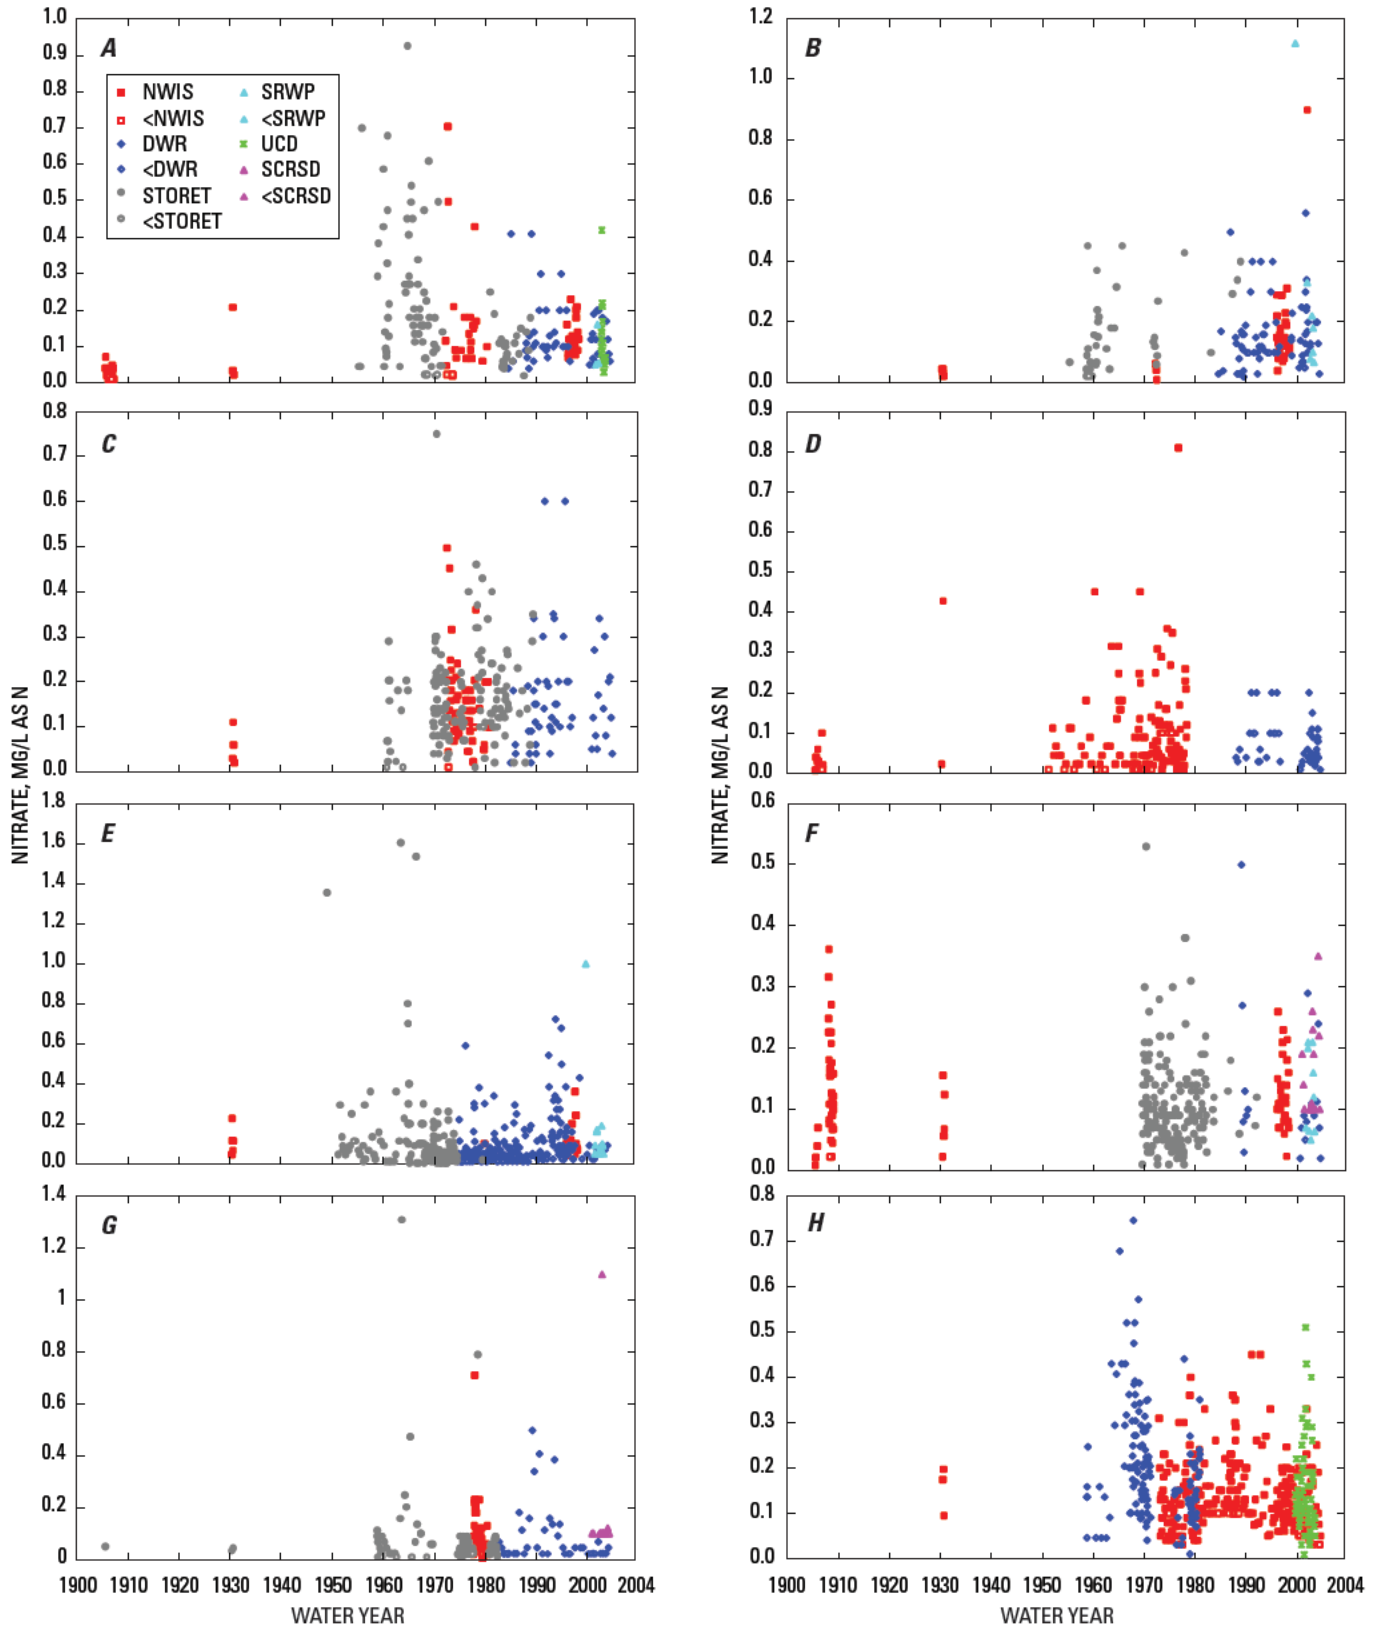 A
1.0
0.9
0.8
0.7
0.6
0.5
0.4
0.3
0.2
0.1
0.0
NWIS
<NWIS
DWR
<DWR
STORET
<STORET
SRWP
<SRWP
UCD
SCRSD
<SCRSD
B
1.2
1.0
0.8
0.6
0.4
0.2
0.0
C
0.8
0.7
0.6
0.5
0.4
0.3
0.2
0.1
0.0
D
0.9
0.8
0.7
0.6
0.5
0.4
0.3
0.2
0.1
0.0
NITRATE, MG/L AS N
NITRATE, MG/L AS N
E
1.8
1.6
1.4
1.2
1.0
0.8
0.6
0.4
0.2
0.0
F
0.6
0.5
0.4
0.3
0.2
0.1
0.0
G
1.4
1.2
1
0.8
0.6
0.4
0.2
0
1900 1910 1920 1930 1940 1950 1960 1970 1980 1990 2000 2004
WATER YEAR
H
0.8
0.7
0.6
0.5
0.4
0.3
0.2
0.1
0.0
1900 1910 1920 1930 1940 1950 1960 1970 1980 1990 2000 2004
WATER YEAR